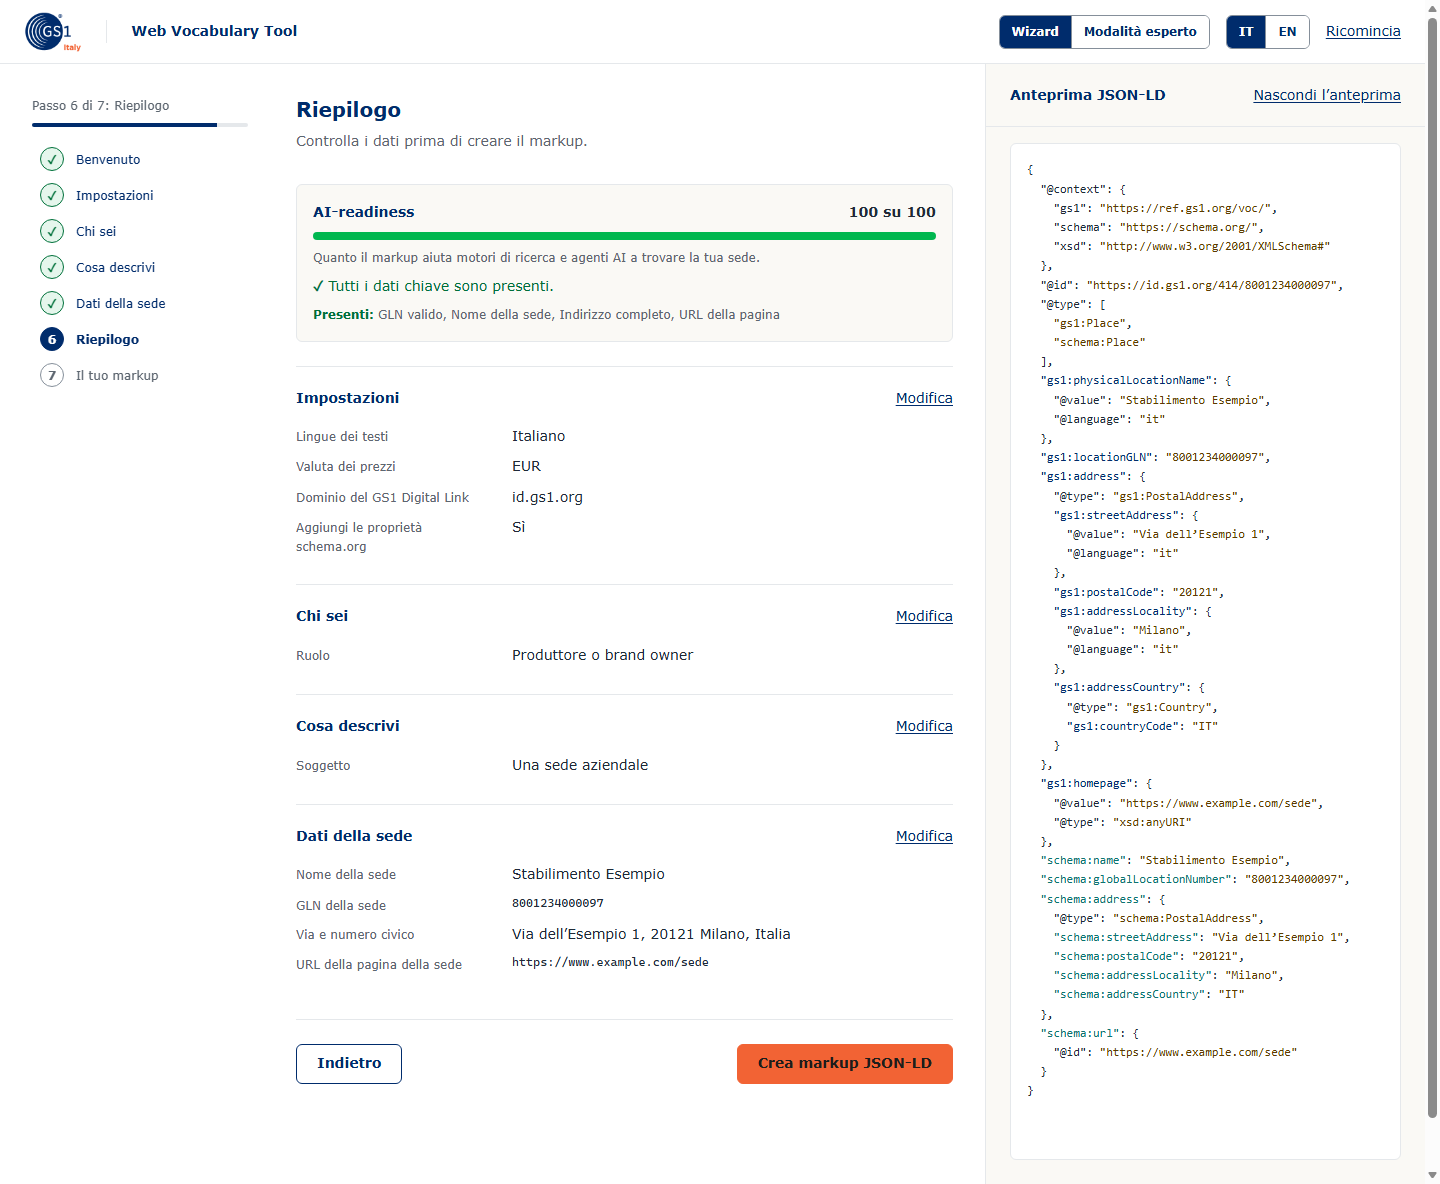 GS1
Italy
Web Vocabulary Tool
Wizard
Modalità esperto
IT
EN
Ricomincia
Passo 6 di 7: Riepilogo
✓ Benvenuto
✓ Impostazioni
✓ Chi sei
✓ Cosa descrivi
✓ Dati della sede
6 Riepilogo
7 Il tuo markup
Riepilogo
Controlla i dati prima di creare il markup.
AI-readiness
100 su 100
Quanto il markup aiuta motori di ricerca e agenti AI a trovare la tua sede.
✓ Tutti i dati chiave sono presenti.
Presenti: GLN valido, Nome della sede, Indirizzo completo, URL della pagina
Impostazioni
Modifica
Lingue dei testi
Italiano
Valuta dei prezzi
EUR
Dominio del GS1 Digital Link
id.gs1.org
Aggiungi le proprietà
schema.org
Sì
Chi sei
Modifica
Ruolo
Produttore o brand owner
Cosa descrivi
Modifica
Soggetto
Una sede aziendale
Dati della sede
Modifica
Nome della sede
Stabilimento Esempio
GLN della sede
8001234000097
Via e numero civico
Via dell’Esempio 1, 20121 Milano, Italia
URL della pagina della sede
https://www.example.com/sede
Indietro
Crea markup JSON-LD
Anteprima JSON-LD
Nascondi l’anteprima
{
"@context": {
"gs1": "https://ref.gs1.org/voc/",
"schema": "https://schema.org/",
"xsd": "http://www.w3.org/2001/XMLSchema#"
},
"@id": "https://id.gs1.org/414/8001234000097",
"@type": [
"gs1:Place",
"schema:Place"
],
"gs1:physicalLocationName": {
"@value": "Stabilimento Esempio",
"@language": "it"
},
"gs1:locationGLN": "8001234000097",
"gs1:address": {
"@type": "gs1:PostalAddress",
"gs1:streetAddress": {
"@value": "Via dell’Esempio 1",
"@language": "it"
},
"gs1:postalCode": "20121",
"gs1:addressLocality": {
"@value": "Milano",
"@language": "it"
},
"gs1:addressCountry": {
"@type": "gs1:Country",
"gs1:countryCode": "IT"
}
},
"gs1:homepage": {
"@value": "https://www.example.com/sede",
"@type": "xsd:anyURI"
},
"schema:name": "Stabilimento Esempio",
"schema:globalLocationNumber": "8001234000097",
"schema:address": {
"@type": "schema:PostalAddress",
"schema:streetAddress": "Via dell’Esempio 1",
"schema:postalCode": "20121",
"schema:addressLocality": "Milano",
"schema:addressCountry": "IT"
},
"schema:url": {
"@id": "https://www.example.com/sede"
}
}